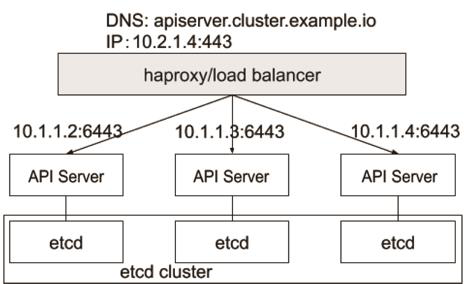 DNS: apiserver.cluster.example.io
IP：10.2.1.4:443
haproxy/load balancer
10.1.1.2:6443 10.1.1.3:6443 10.1.1.4:6443
API Server API Server API Server
etcd etcd etcd
etcd cluster